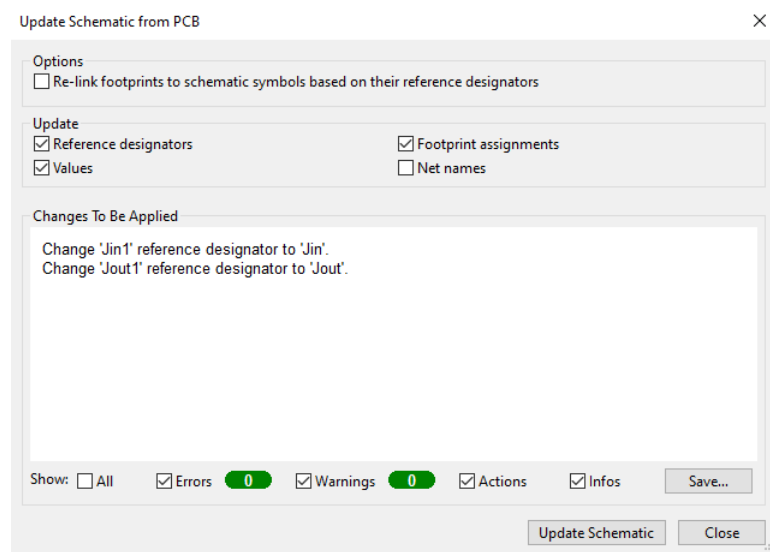 Update Schematic from PCB
Options
Re-link footprints to schematic symbols based on their reference designators
Update
Reference designators
Footprint assignments
Values
Net names
Changes To Be Applied
Change 'Jin1' reference designator to 'Jin'.
Change 'Jout1' reference designator to 'Jout'.
Show: All Errors 0 Warnings 0 Actions Infos Save...
Update Schematic Close